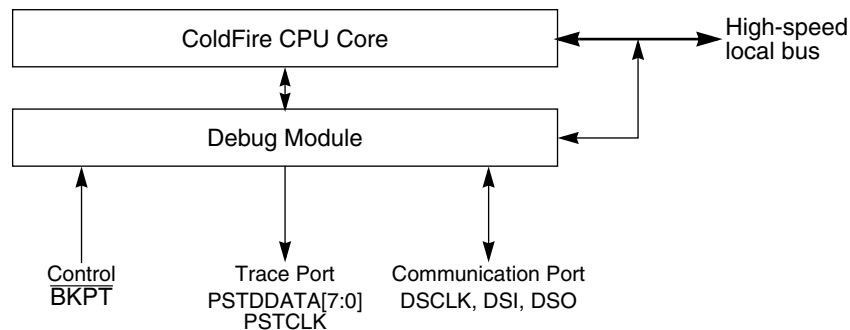 ColdFire CPU Core
High-speed
local bus
Debug Module
Control
BKPT
Trace Port
PSTDDATA[7:0]
PSTCLK
Communication Port
DSCLK, DSI, DSO